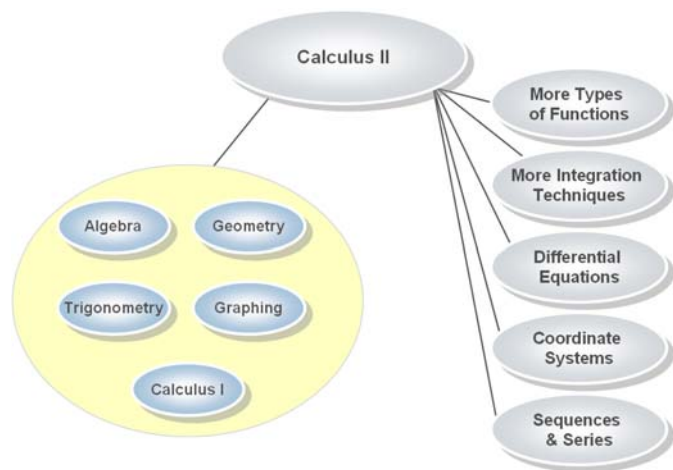 Calculus II
More Types
of Functions
More Integration
Techniques
Differential
Equations
Coordinate
Systems
Sequences
& Series
Algebra
Geometry
Trigonometry
Graphing
Calculus I